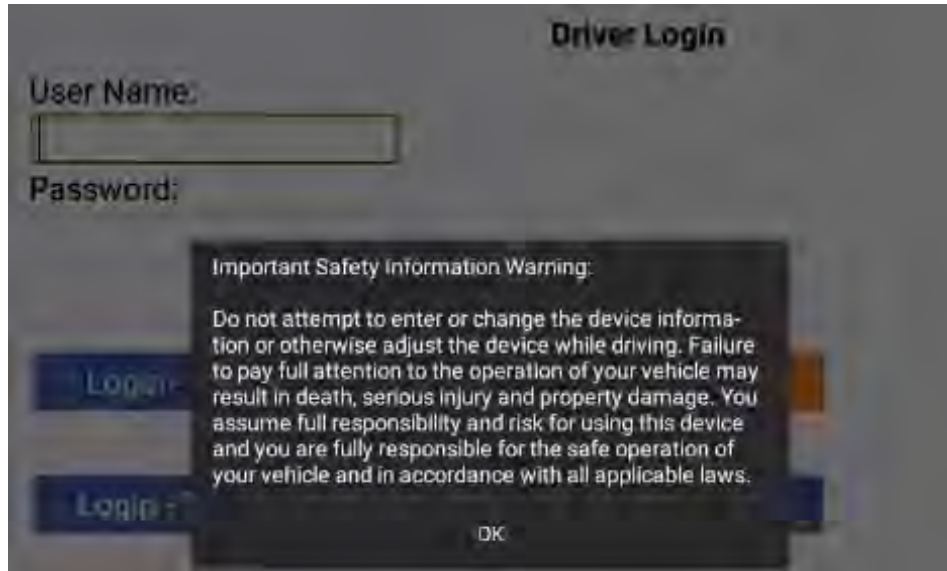 Driver Login
User Name:
Password:
Important Safety Information Warning:
Do not attempt to enter or change the device informa-
tion or otherwise adjust the device while driving. Failure
to pay full attention to the operation of your vehicle may
result in death, serious injury and property damage. You
assume full responsibility and risk for using this device
and you are fully responsible for the safe operation of
your vehicle and in accordance with all applicable laws.
Login -
Login -
OK